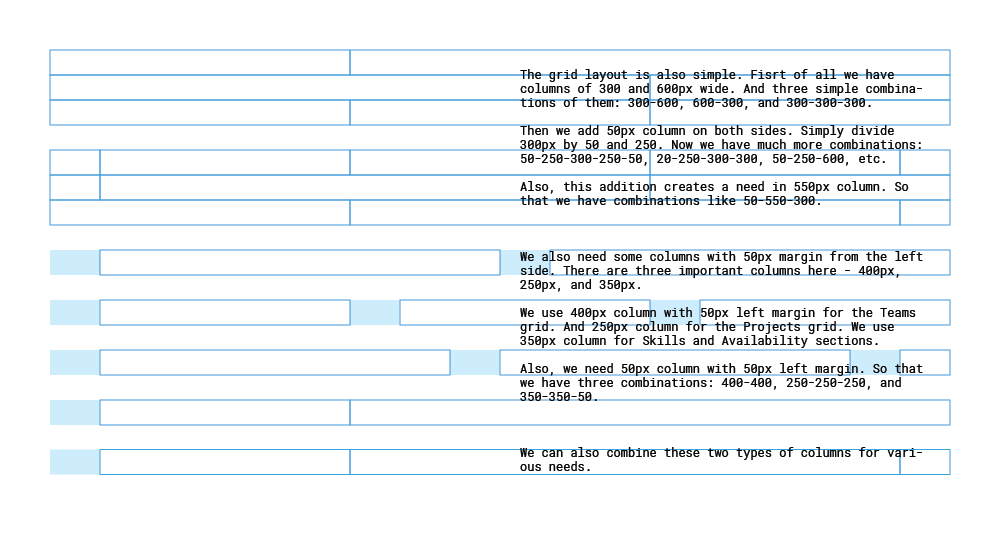 The grid layout is also simple. Fisrt of all we have
columns of 300 and 600px wide. And three simple combina-
tions of them: 300-600, 600-300, and 300-300-300.
Then we add 50px column on both sides. Simply divide
300px by 50 and 250. Now we have much more combinations:
50-250-300-250-50, 20-250-300-300, 50-250-600, etc.
Also, this addition creates a need in 550px column. So
that we have combinations like 50-550-300.
We also need some columns with 50px margin from the left
side. There are three important columns here - 400px,
250px, and 350px.
We use 400px column with 50px left margin for the Teams
grid. And 250px column for the Projects grid. We use
350px column for Skills and Availability sections.
Also, we need 50px column with 50px left margin. So that
we have three combinations: 400-400, 250-250-250, and
350-350-50.
We can also combine these two types of columns for vari-
ous needs.